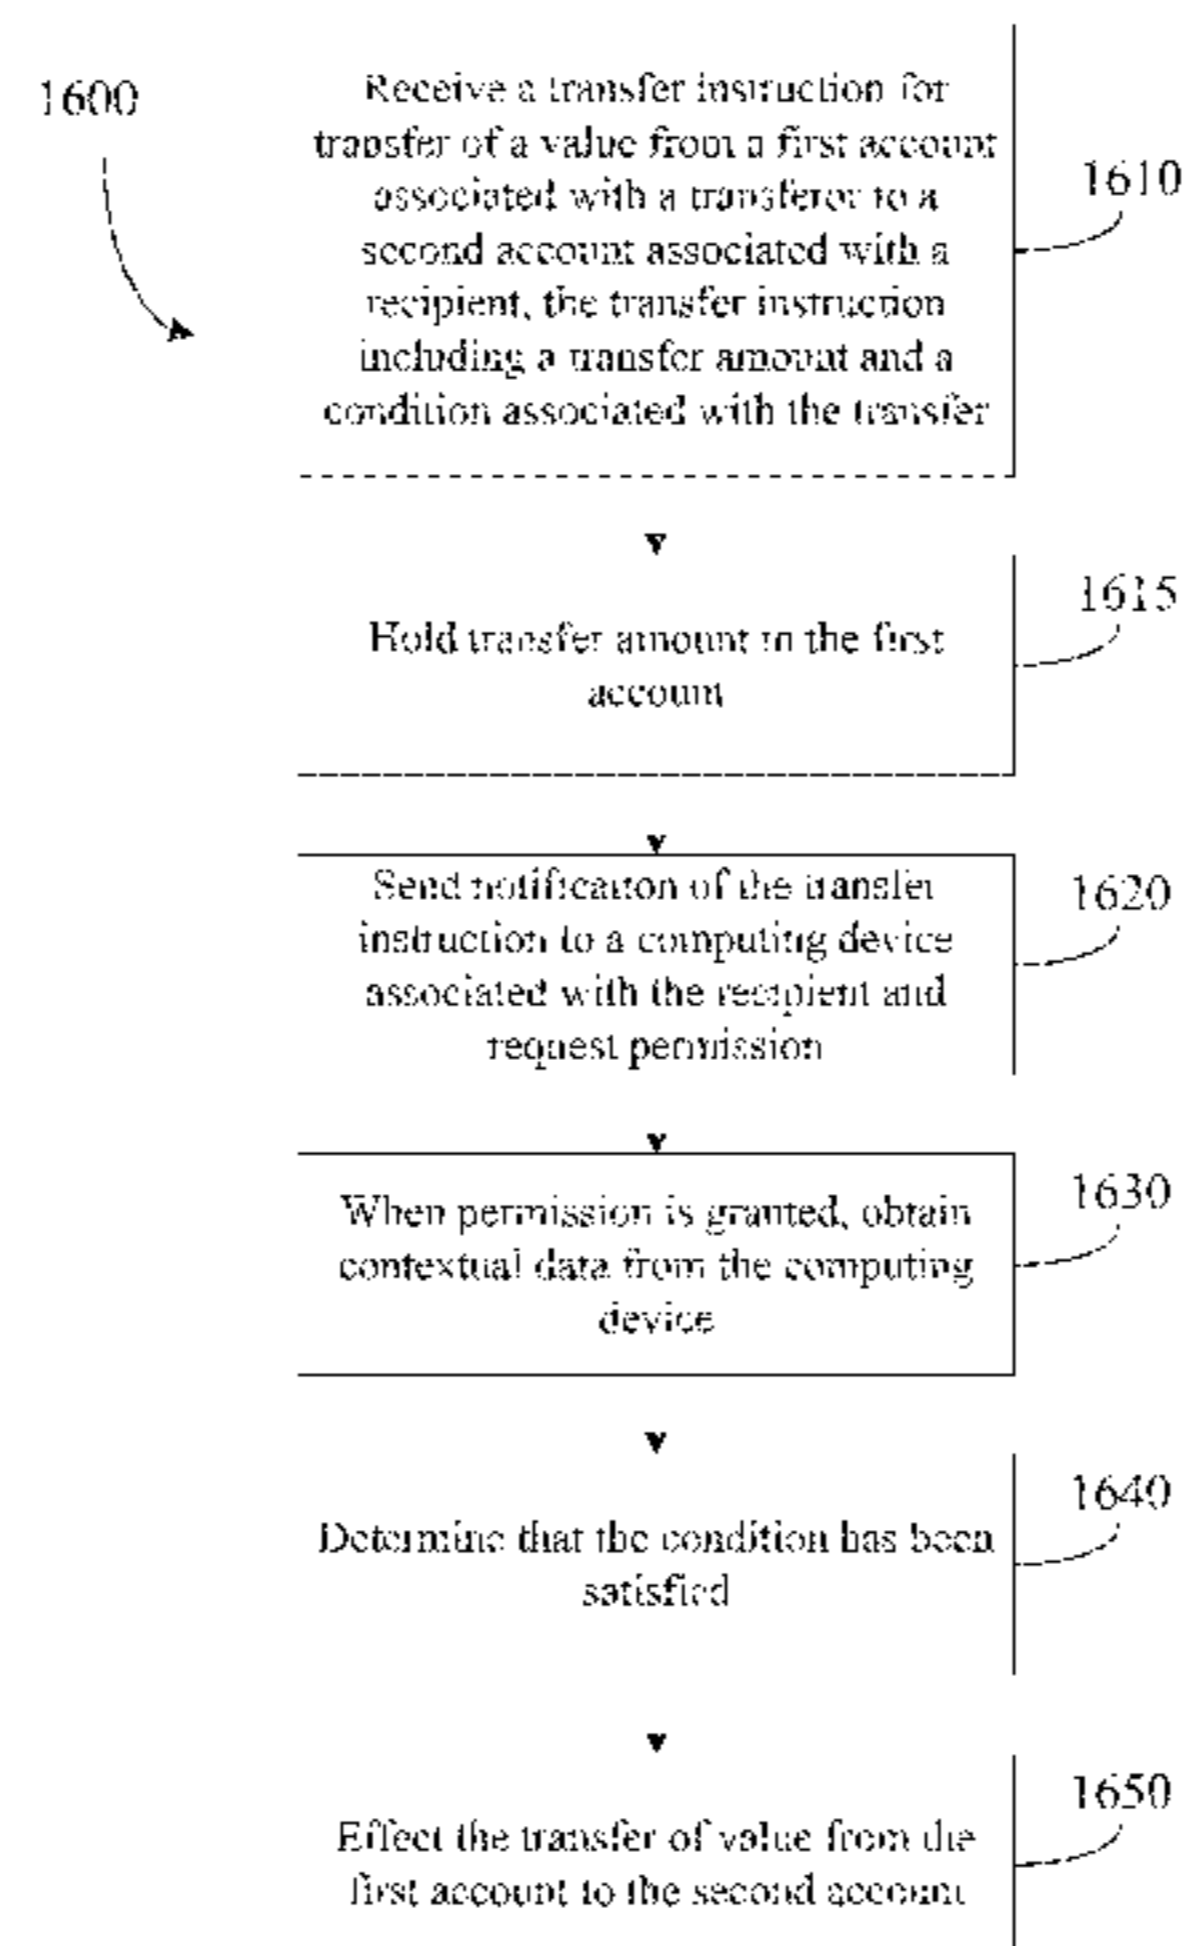 1600
Receive a transfer instruction for
transfer of a value from a first account
associated with a transferor to a
second account associated with a
recipient, the transfer instruction
including a transfer amount and a
condition associated with the transfer
1610
Hold transfer amount in the first
account
1615
Send notification of the transfer
instruction to a computing device
associated with the recipient and
request permission
1620
When permission is granted, obtain
contextual data from the computing
device
1630
Determine that the condition has been
satisfied
1640
Effect the transfer of value from the
first account to the second account
1650